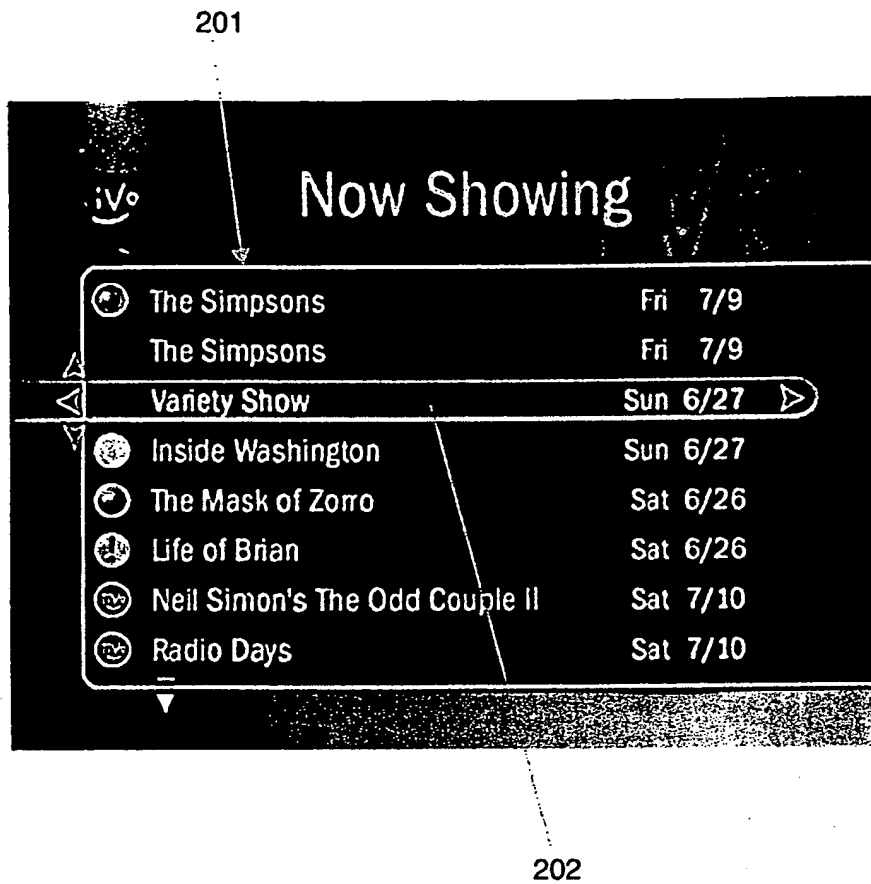 201
iVo
Now Showing
The Simpsons Fri 7/9
The Simpsons Fri 7/9
Variety Show Sun 6/27
Inside Washington Sun 6/27
The Mask of Zorro Sat 6/26
Life of Brian Sat 6/26
Neil Simon's The Odd Couple II Sat 7/10
Radio Days Sat 7/10
202